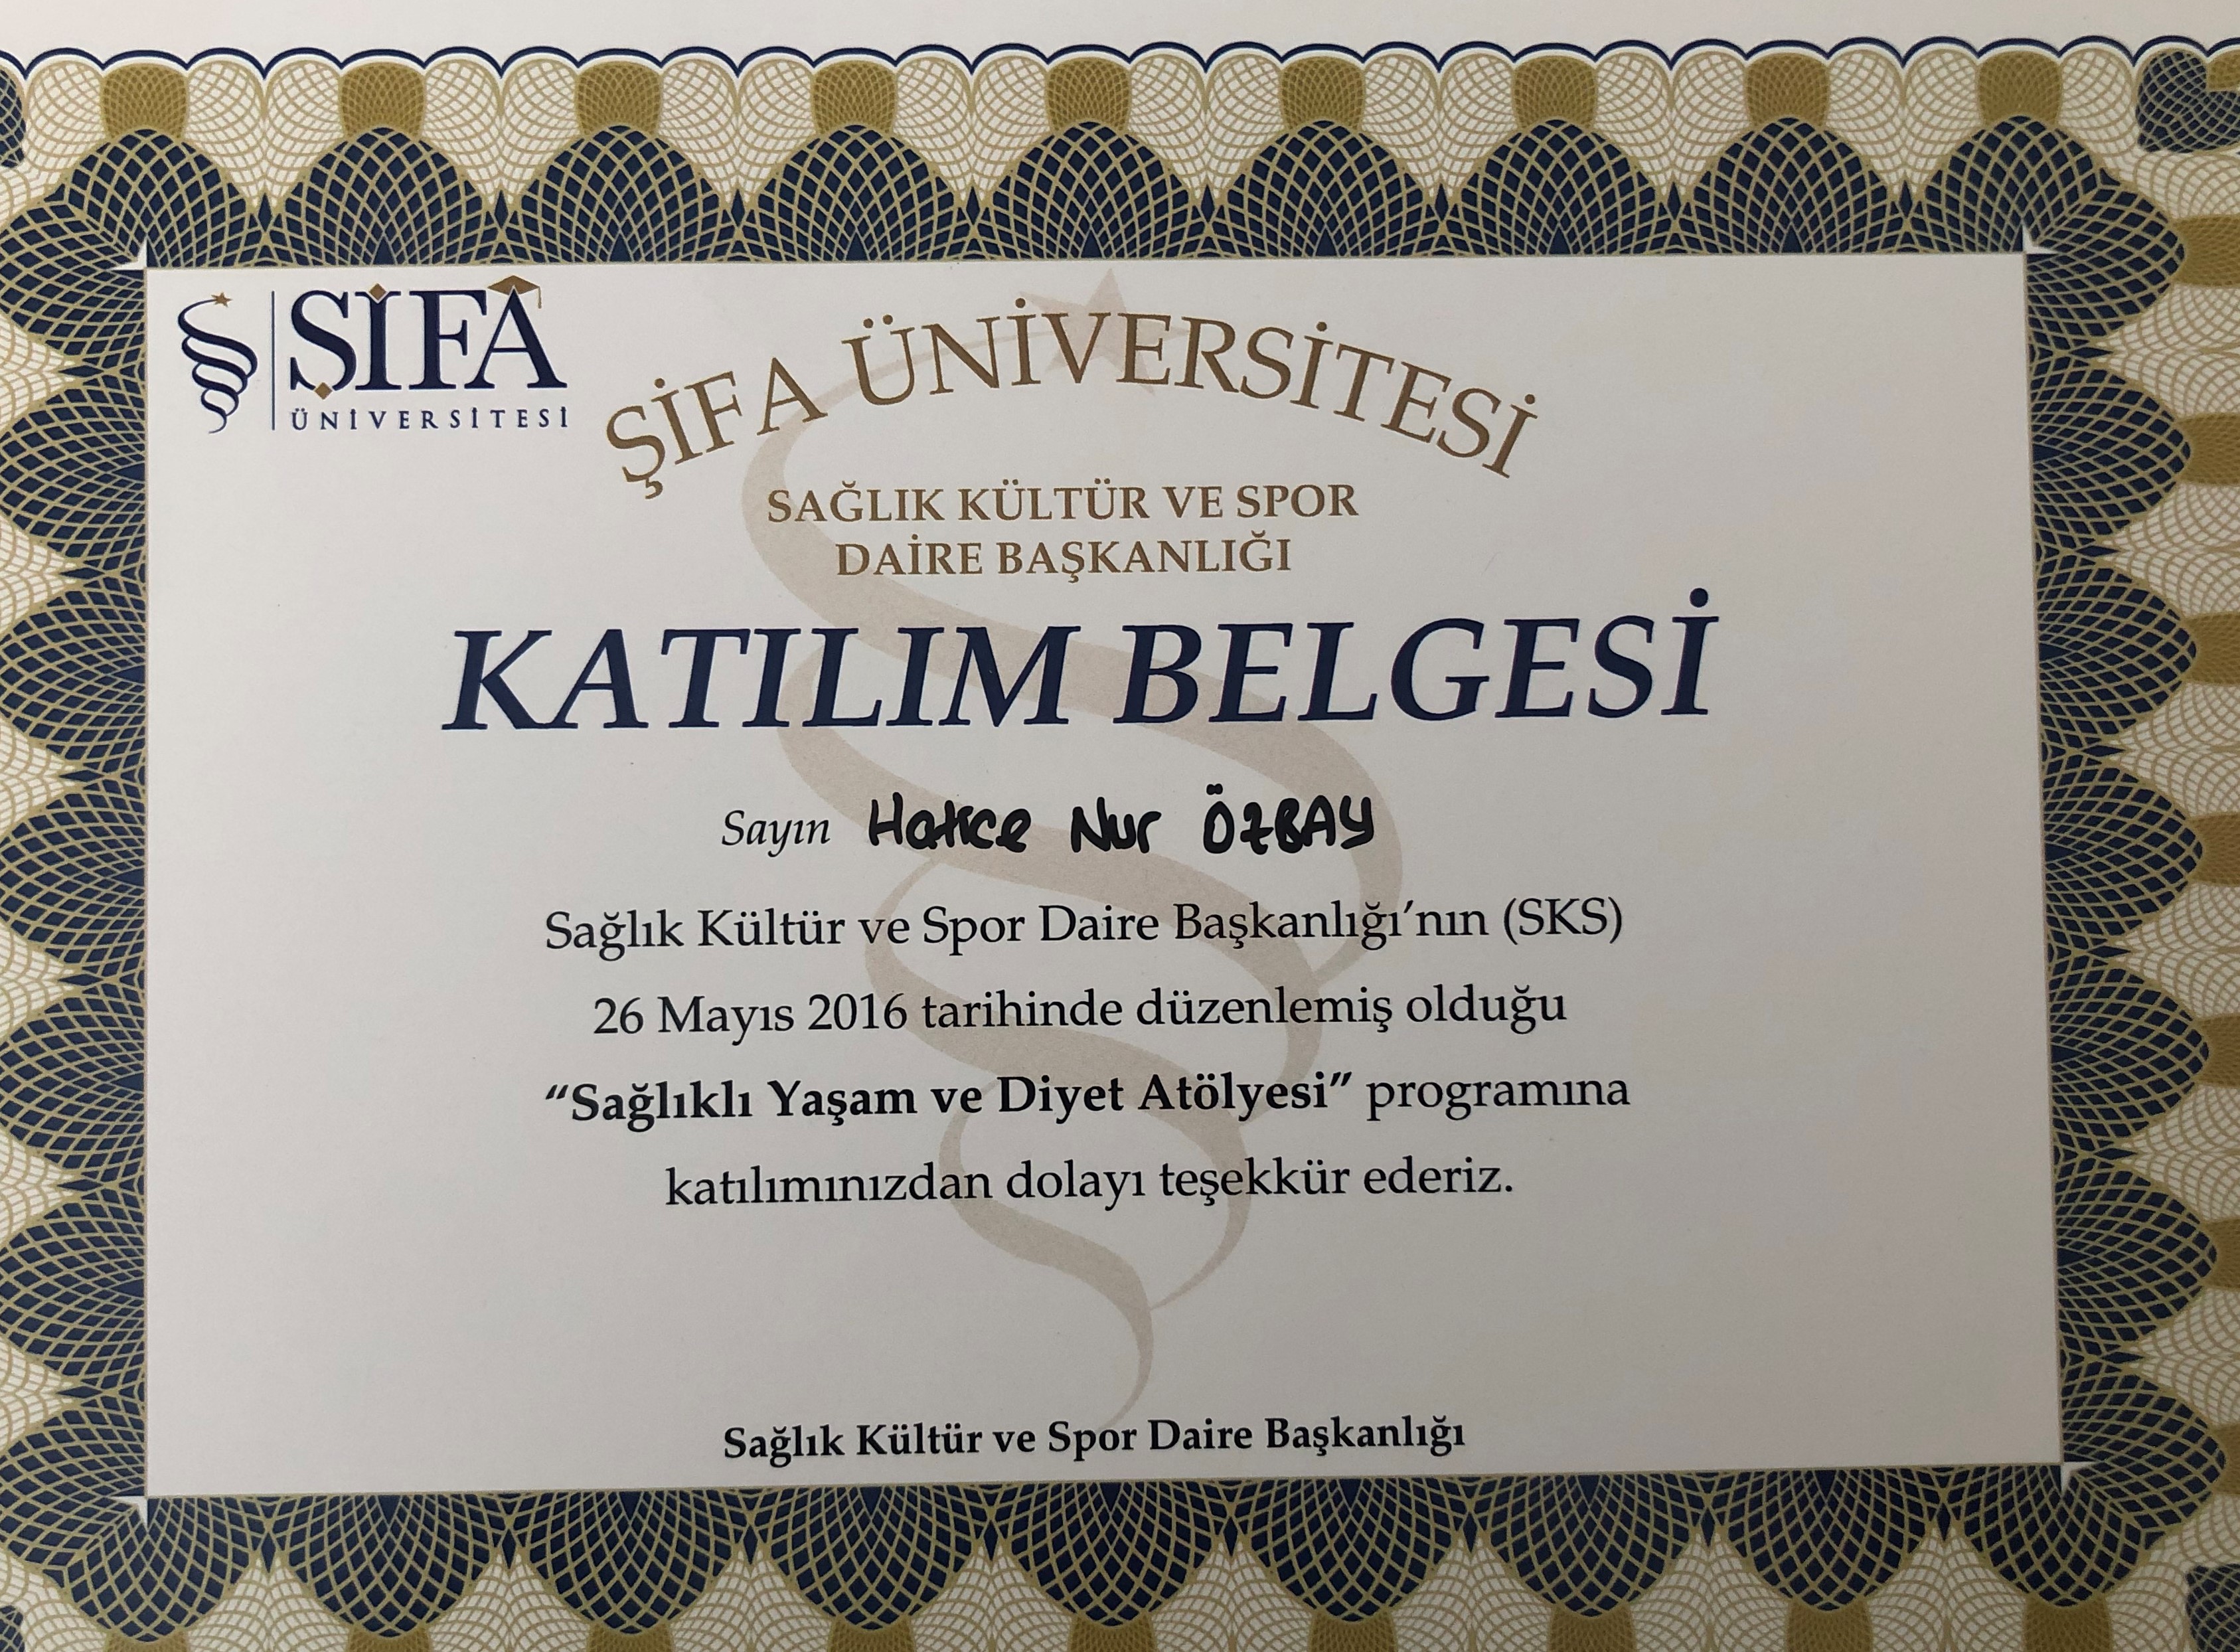 ŞİFA
ÜNİVERSİTESİ
ŞİFA ÜNİVERSİTESİ
SAĞLIK KÜLTÜR VE SPOR
DAİRE BAŞKANLIĞI
KATILIM BELGESİ
Sayın Hatice Nur ÖZBAY
Sağlık Kültür ve Spor Daire Başkanlığı’nın (SKS)
26 Mayıs 2016 tarihinde düzenlemiş olduğu
“Sağlıklı Yaşam ve Diyet Atölyesi” programına
katılımınızdan dolayı teşekkür ederiz.
Sağlık Kültür ve Spor Daire Başkanlığı